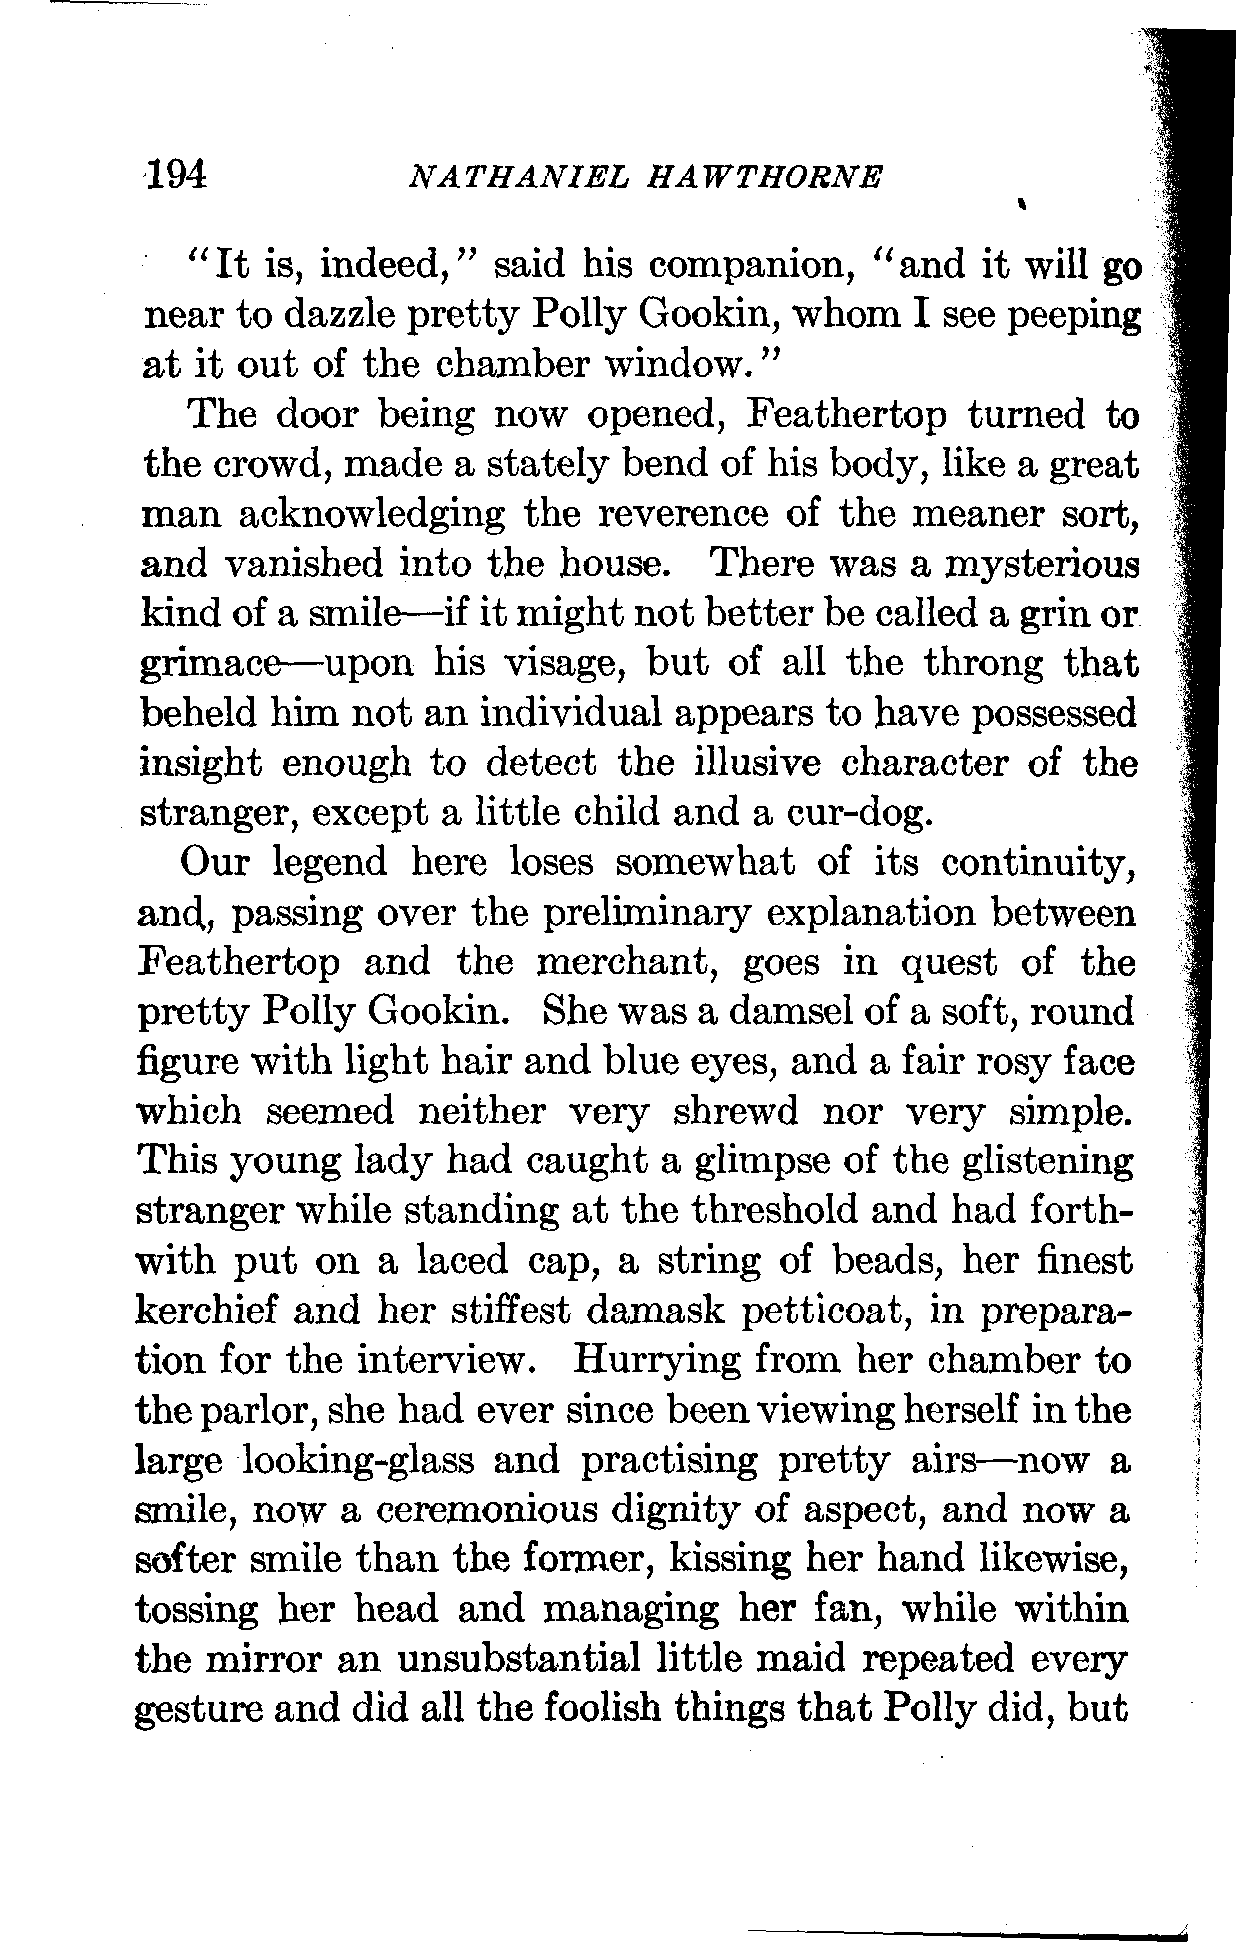 194 NATHANIEL HAWTHORNE
"It is, indeed," said his companion, "and it will go
near to dazzle pretty Polly Gookin, whom I see peeping
at it out of the chamber window."
The door being now opened, Feathertop turned to
the crowd, made a stately bend of his body, like a great
man acknowledging the reverence of the meaner sort,
and vanished into the house. There was a mysterious
kind of a smile—if it might not better be called a grin or
grimace—upon his visage, but of all the throng that
beheld him not an individual appears to have possessed
insight enough to detect the illusive character of the
stranger, except a little child and a cur-dog.
Our legend here loses somewhat of its continuity,
and, passing over the preliminary explanation between
Feathertop and the merchant, goes in quest of the
pretty Polly Gookin. She was a damsel of a soft, round
figure with light hair and blue eyes, and a fair rosy face
which seemed neither very shrewd nor very simple.
This young lady had caught a glimpse of the glistening
stranger while standing at the threshold and had forth-
with put on a laced cap, a string of beads, her finest
kerchief and her stiffest damask petticoat, in prepara-
tion for the interview. Hurrying from her chamber to
the parlor, she had ever since been viewing herself in the
large looking-glass and practising pretty airs—now a
smile, now a ceremonious dignity of aspect, and now a
softer smile than the former, kissing her hand likewise,
tossing her head and managing her fan, while within
the mirror an unsubstantial little maid repeated every
gesture and did all the foolish things that Polly did, but